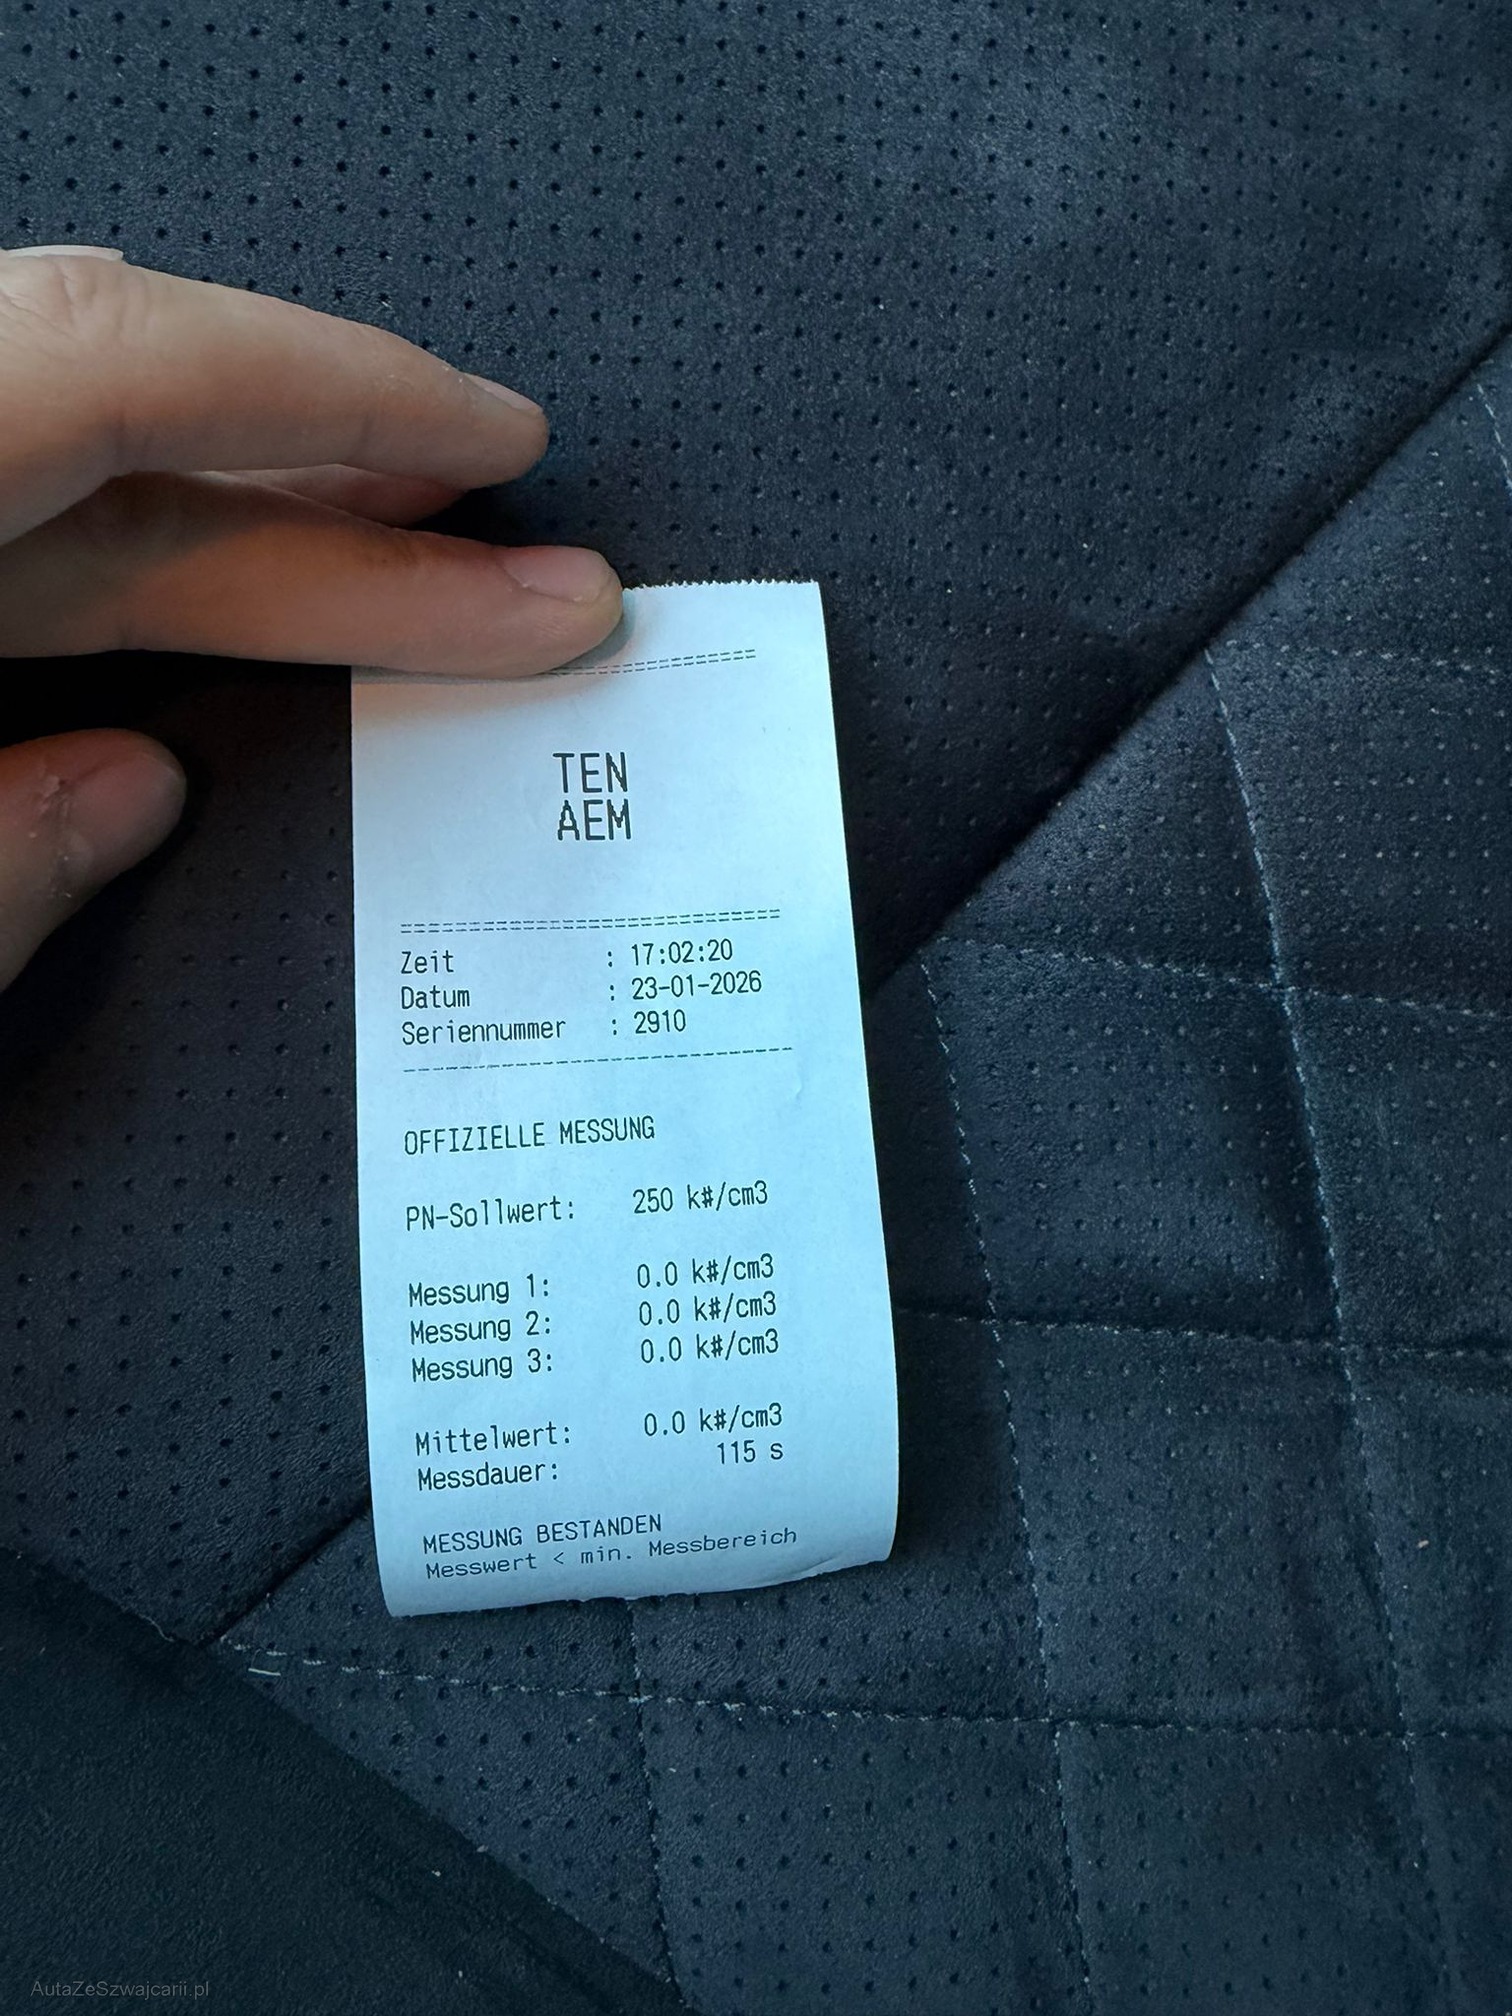 TEN
AEM
Zeit : 17:02:20
Datum : 23-01-2026
Seriennummer : 2910
OFFIZIELLE MESSUNG
PN-Sollwert: 250 k#/cm3
Messung 1: 0.0 k#/cm3
Messung 2: 0.0 k#/cm3
Messung 3: 0.0 k#/cm3
Mittelwert: 0.0 k#/cm3
Messdauer: 115 s
MESSUNG BESTANDEN
Messwert < min. Messbereich
AutaZeSzwajcarii.pl